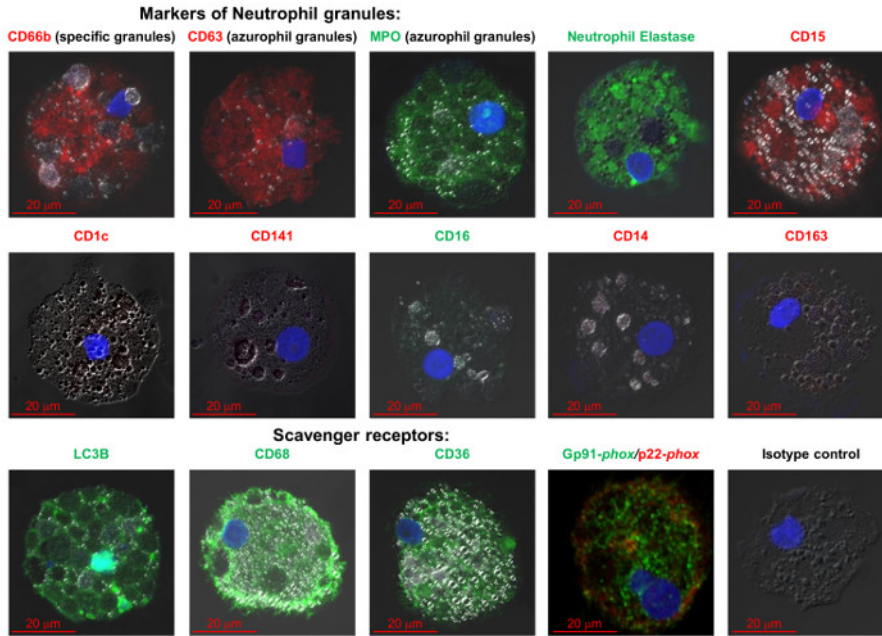 Markers of Neutrophil granules:
CD66b (specific granules) CD63 (azurophil granules) MPO (azurophil granules) Neutrophil Elastase CD15
20 μm 20 μm 20 μm 20 μm 20 μm
CD1c CD141 CD16 CD14 CD163
20 μm 20 μm 20 μm 20 μm 20 μm
Scavenger receptors:
LC3B CD68 CD36 Gp91-phox/p22-phox Isotype control
20 μm 20 μm 20 μm 20 μm 20 μm